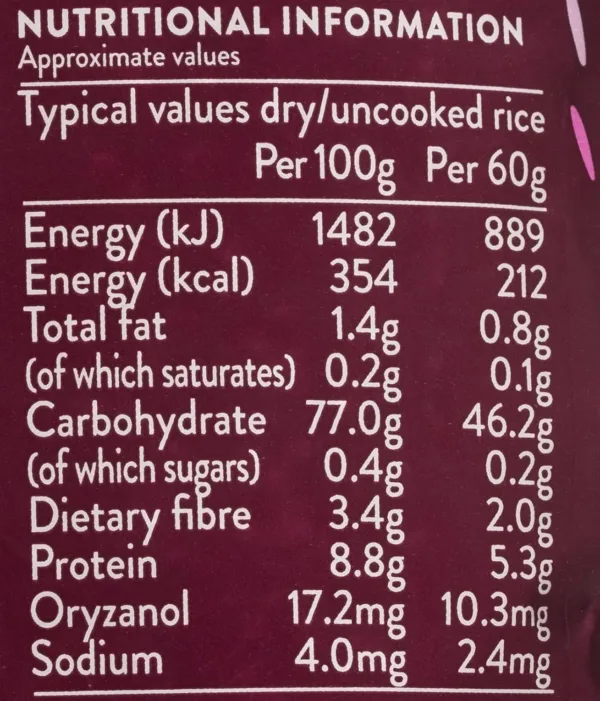 NUTRITIONAL INFORMATION
Approximate values
Typical values dry/uncooked rice
Per 100g Per 60g
Energy (kJ) 1482 889
Energy (kcal) 354 212
Total fat 1.4g 0.8g
(of which saturates) 0.2g 0.1g
Carbohydrate 77.0g 46.2g
(of which sugars) 0.4g 0.2g
Dietary fibre 3.4g 2.0g
Protein 8.8g 5.3g
Oryzanol 17.2mg 10.3mg
Sodium 4.0mg 2.4mg